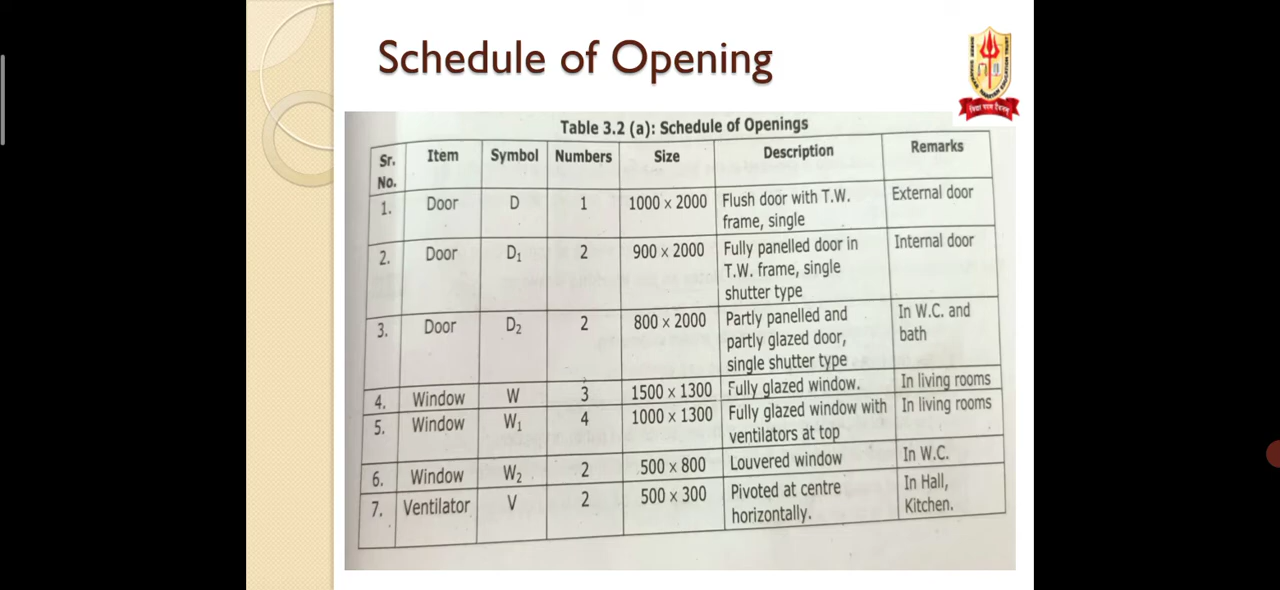 Schedule of Opening
Table 3.2 (a): Schedule of Openings
Sr. No. Item Symbol Numbers Size Description Remarks
1. Door D 1 1000 × 2000 Flush door with T.W. frame, single External door
2. Door D₁ 2 900 × 2000 Fully panelled door in T.W. frame, single shutter type Internal door
3. Door D₂ 2 800 × 2000 Partly panelled and partly glazed door, single shutter type In W.C. and bath
4. Window W 3 1500 × 1300 Fully glazed window. In living rooms
5. Window W₁ 4 1000 × 1300 Fully glazed window with ventilators at top In living rooms
6. Window W₂ 2 500 × 800 Louvered window In W.C.
7. Ventilator V 2 500 × 300 Pivoted at centre horizontally. In Hall, Kitchen.